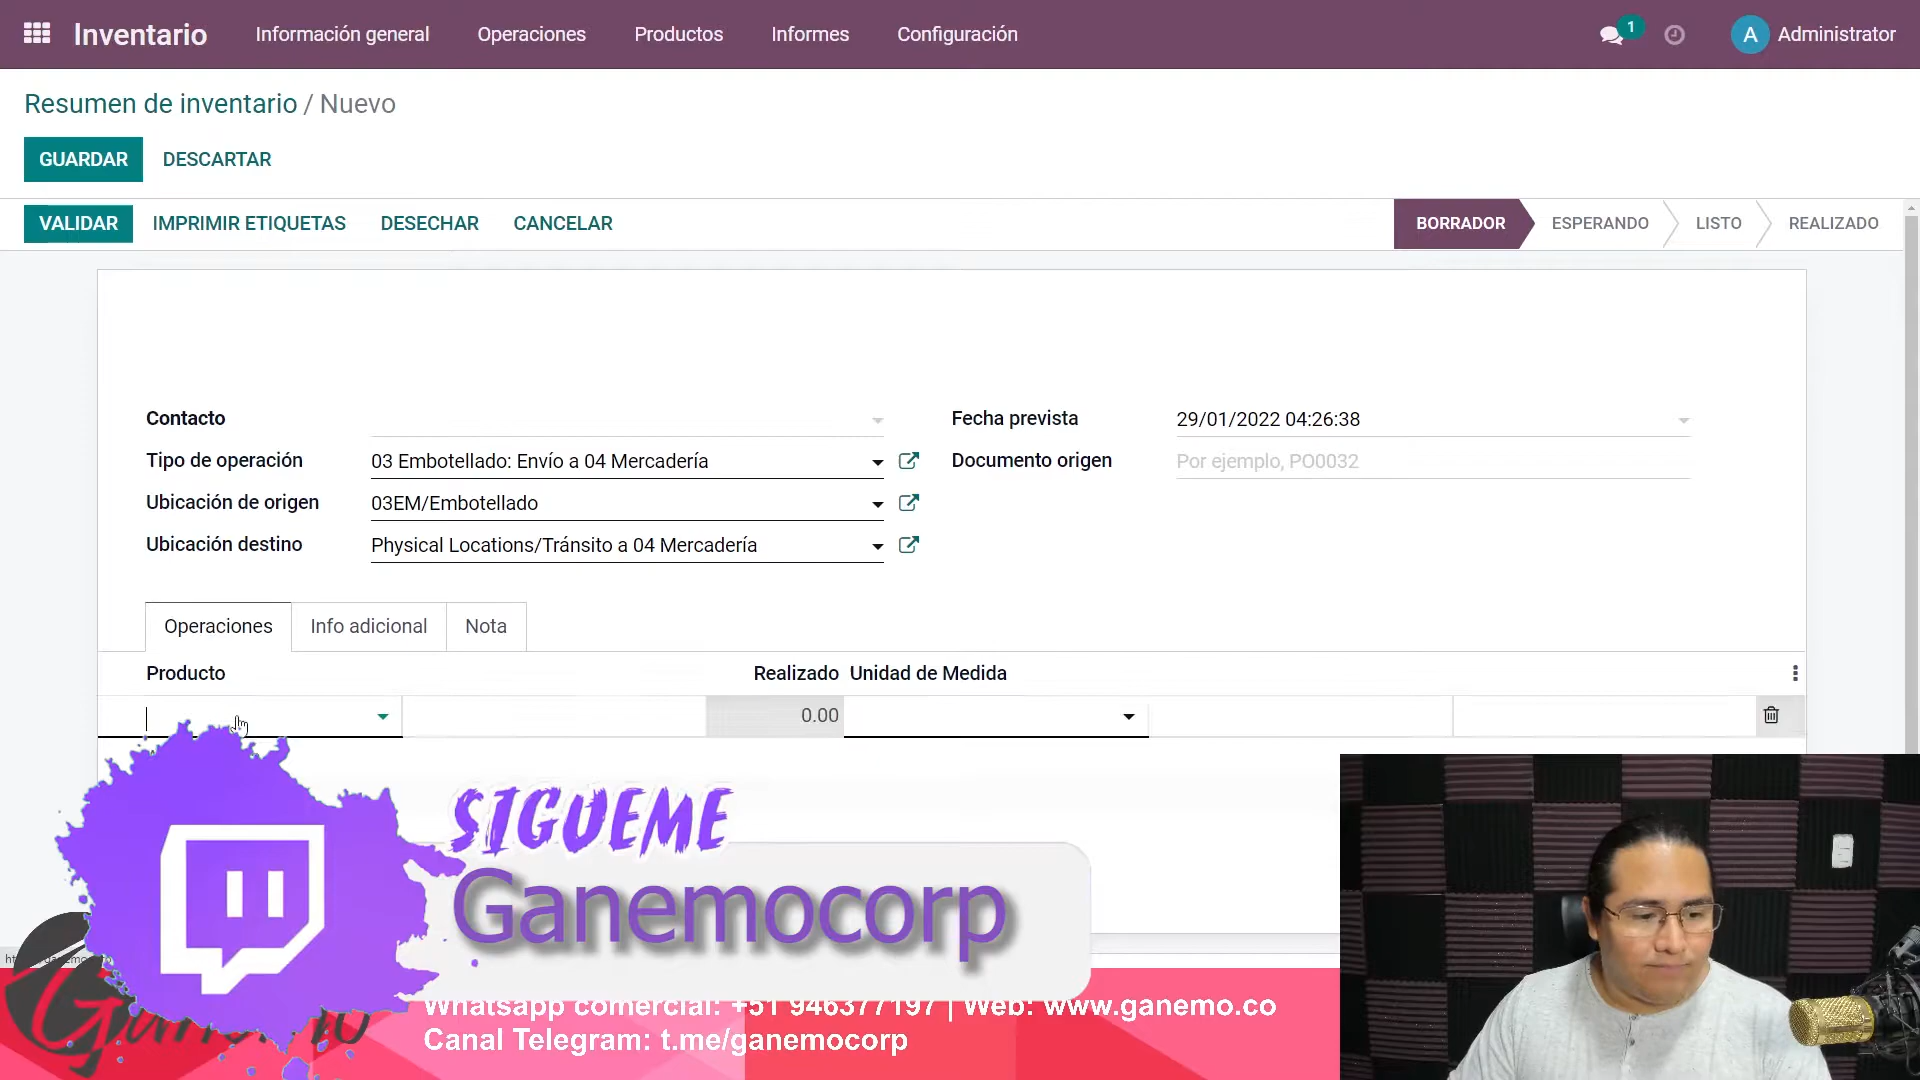 Inventario Información general Operaciones Productos Informes Configuración 1 A Administrator
Resumen de inventario / Nuevo
GUARDAR DESCARTAR
VALIDAR IMPRIMIR ETIQUETAS DESECHAR CANCELAR BORRADOR ESPERANDO LISTO REALIZADO
Contacto Fecha prevista 29/01/2022 04:26:38
Tipo de operación 03 Embotellado: Envío a 04 Mercadería Documento origen Por ejemplo, PO0032
Ubicación de origen 03EM/Embotellado
Ubicación destino Physical Locations/Tránsito a 04 Mercadería
Operaciones Info adicional Nota
Producto Realizado Unidad de Medida
0.00
SIGUEME
Ganemocorp
Whatsapp comercial: +51 946377197 | Web: www.ganemo.co
Canal Telegram: t.me/ganemocorp